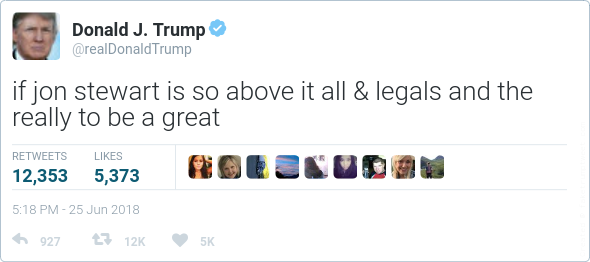 Donald J. Trump
@realDonaldTrump
if jon stewart is so above it all & legals and the
really to be a great
RETWEETS LIKES
12,353 5,373
5:18 PM - 25 Jun 2018
927 12K 5K